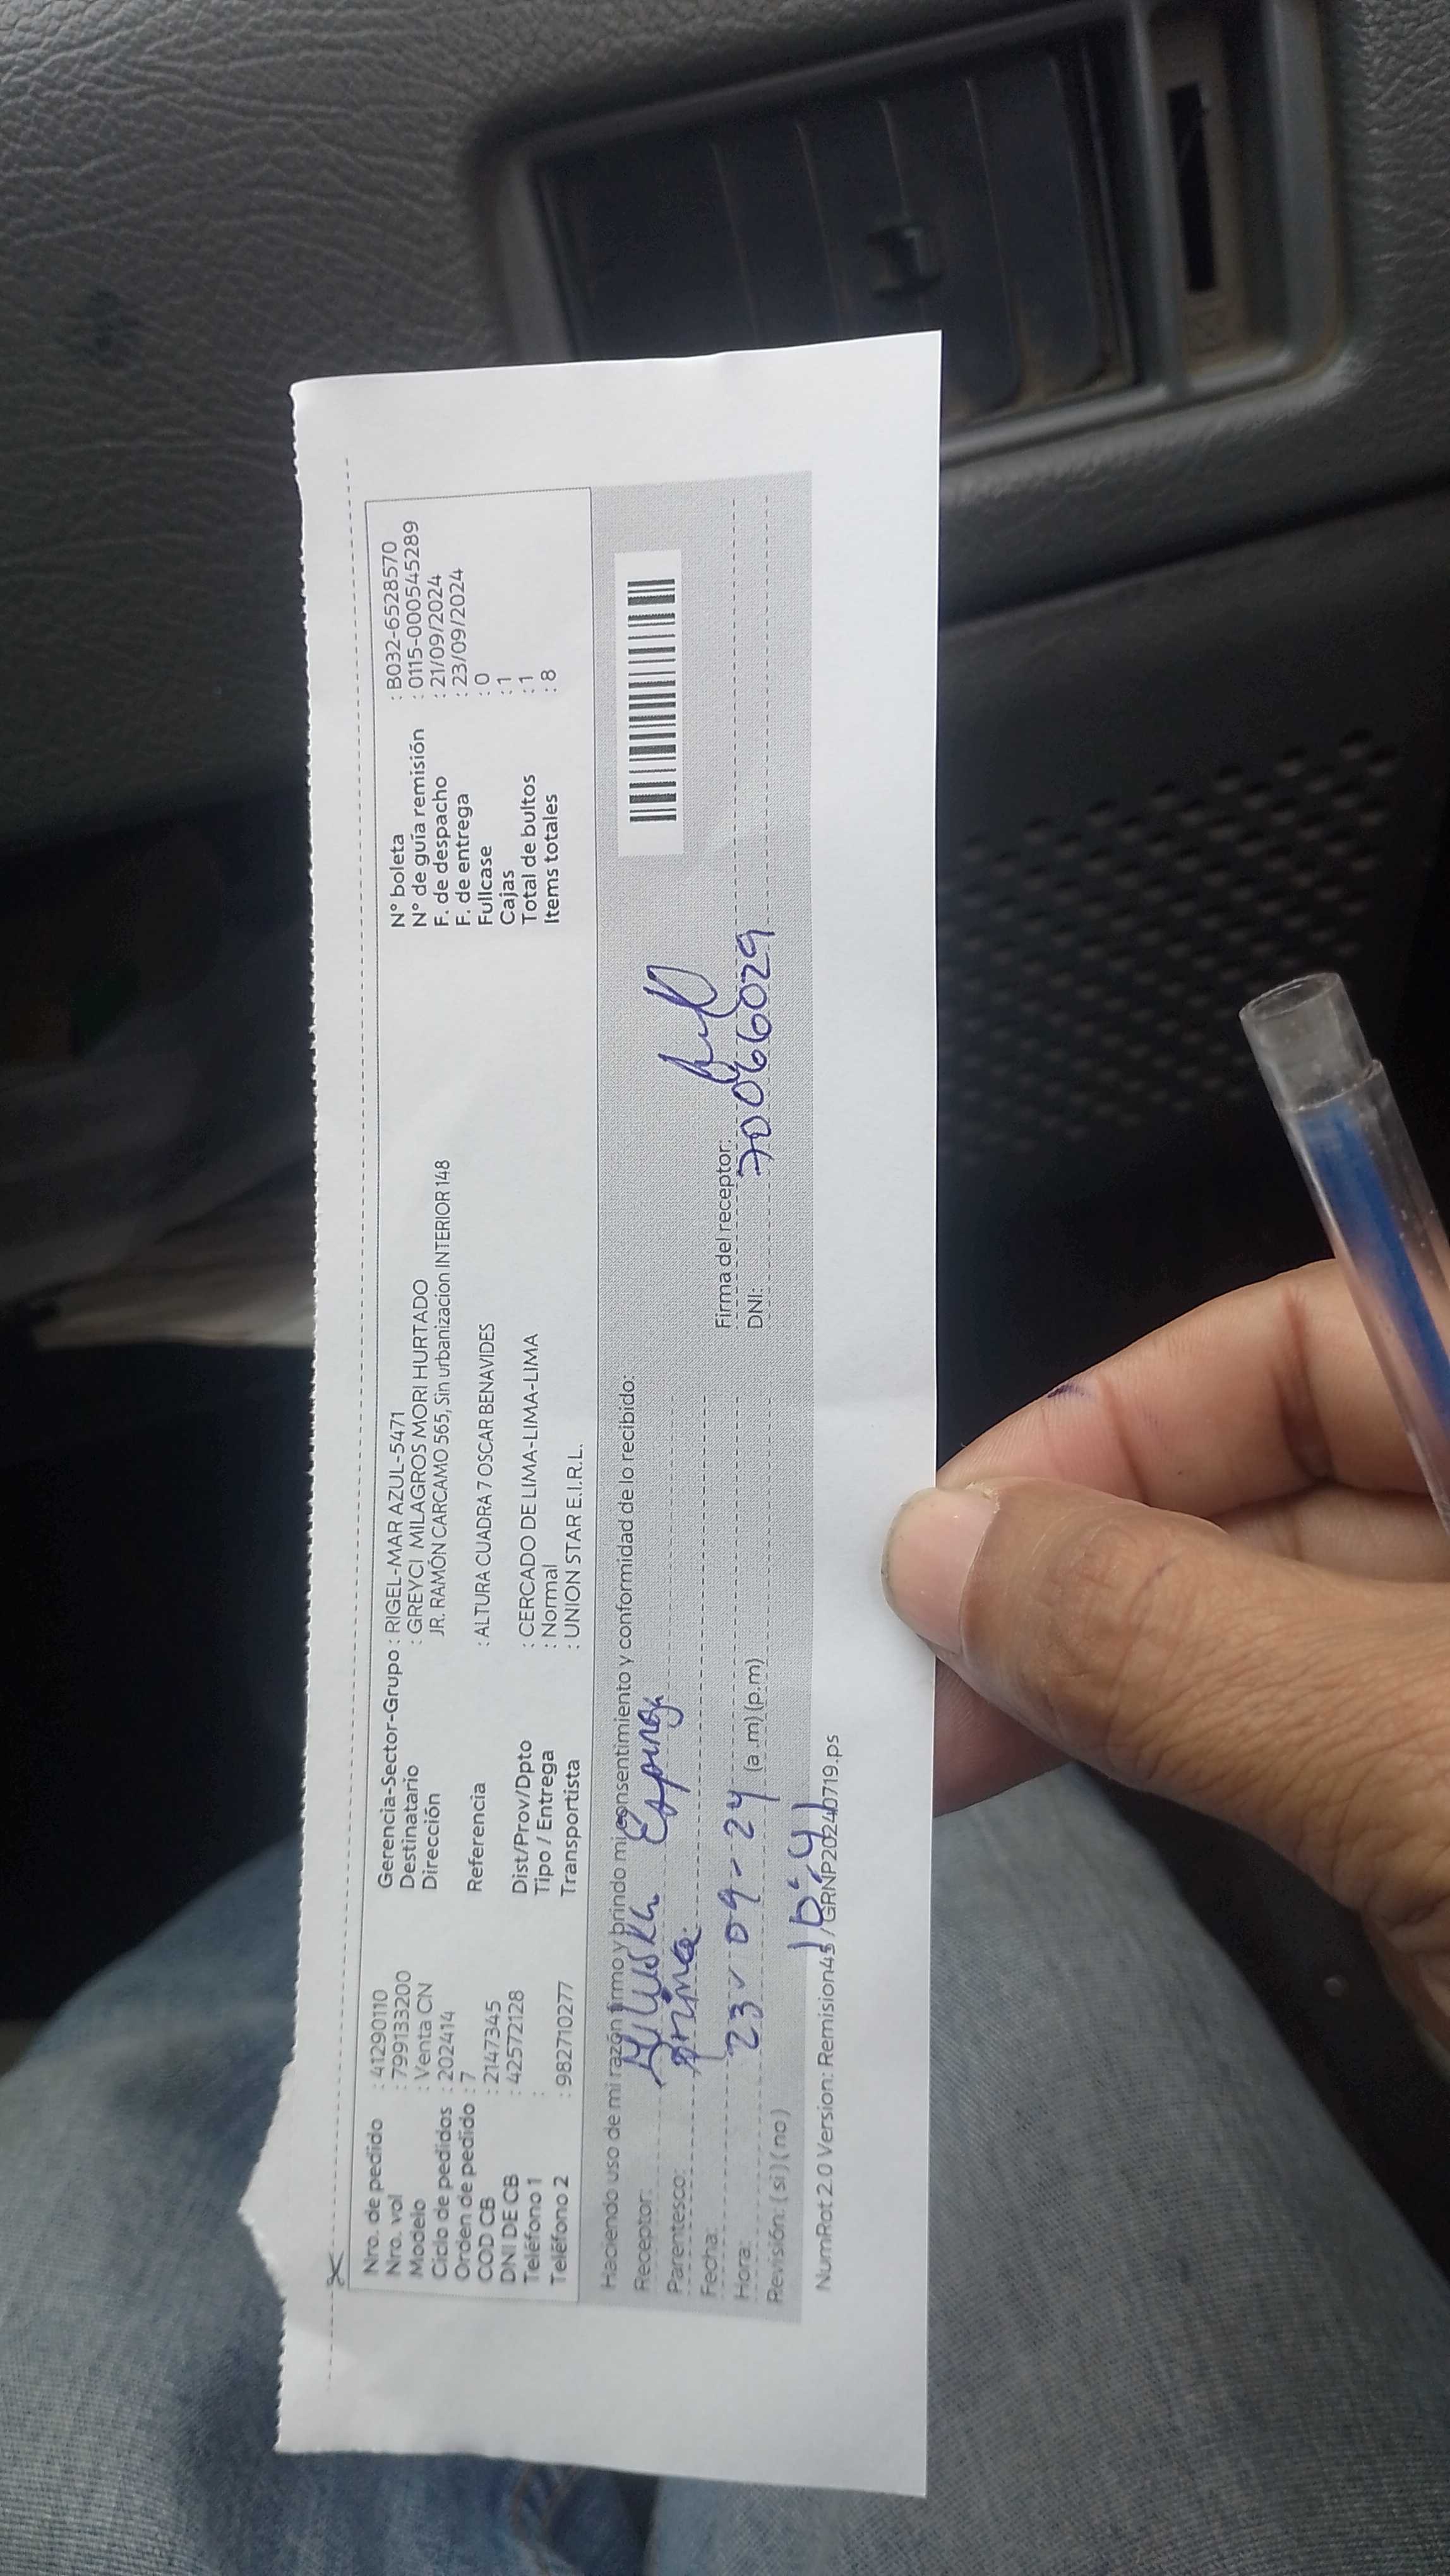 Nro. de pedido : 41290110
Nro. vol : 799133200
Modelo : Venta CN
Ciclo de pedidos : 202414
Orden de pedido : 7
COD CB : 2147345
DNI DE CB : 42572128
Teléfono 1 :
Teléfono 2 : 982710277
Gerencia-Sector-Grupo : RIGEL-MAR AZUL-5471
Destinatario : GREYCI MILAGROS MORI HURTADO
Dirección JR. RAMÓN CARCAMO 565, Sin urbanizacion INTERIOR 148
Referencia : ALTURA CUADRA 7 OSCAR BENAVIDES
Dist/Prov/Dpto : CERCADO DE LIMA-LIMA-LIMA
Tipo / Entrega : Normal
Transportista : UNION STAR E.I.R.L.
N° boleta : B032-6528570
N° de guía remisión : 0115-000545289
F. de despacho : 21/09/2024
F. de entrega : 23/09/2024
Fullcase : 0
Cajas : 1
Total de bultos : 1
Items totales : 8
Haciendo uso de mi razón firmo y brindo mi consentimiento y conformidad de lo recibido:
Receptor:
Parentesco: prima
Fecha: 23-09-24
Hora: (a.m) (p.m)
Revisión: (si) (no)
Firma del receptor:
DNI: 70066029
NumRot 2.0 Version: Remision43 / GRNP20240719.ps